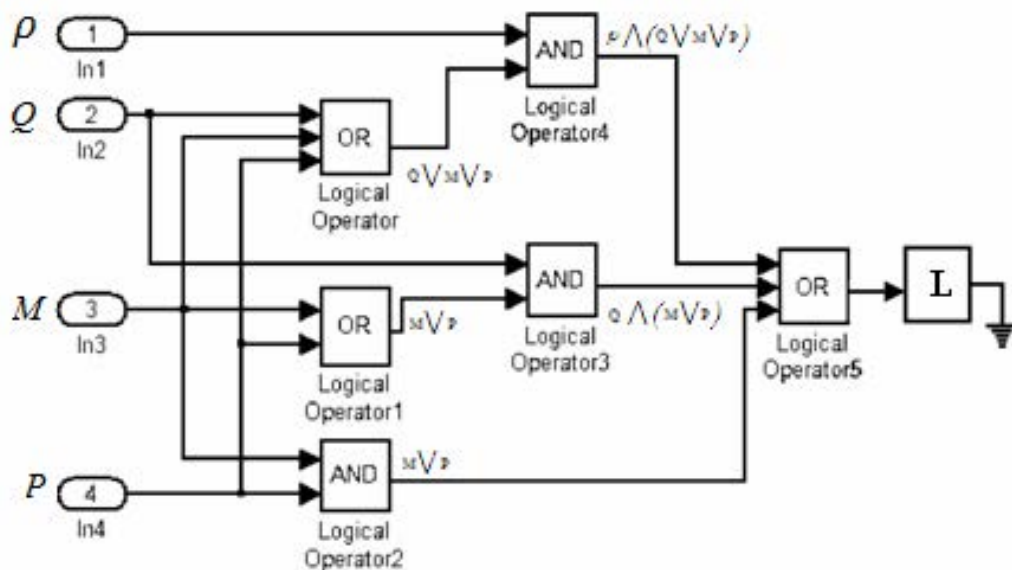 ρ
1
In1
AND
ρ⋀(Q⋁M⋁P)
Logical
Operator4
Q
2
In2
OR
Q⋁M⋁P
Logical
Operator
AND
Q⋀(M⋁P)
Logical
Operator3
OR
Logical
Operator5
L
M
3
In3
OR
M⋁P
Logical
Operator1
P
4
In4
AND
M⋁P
Logical
Operator2